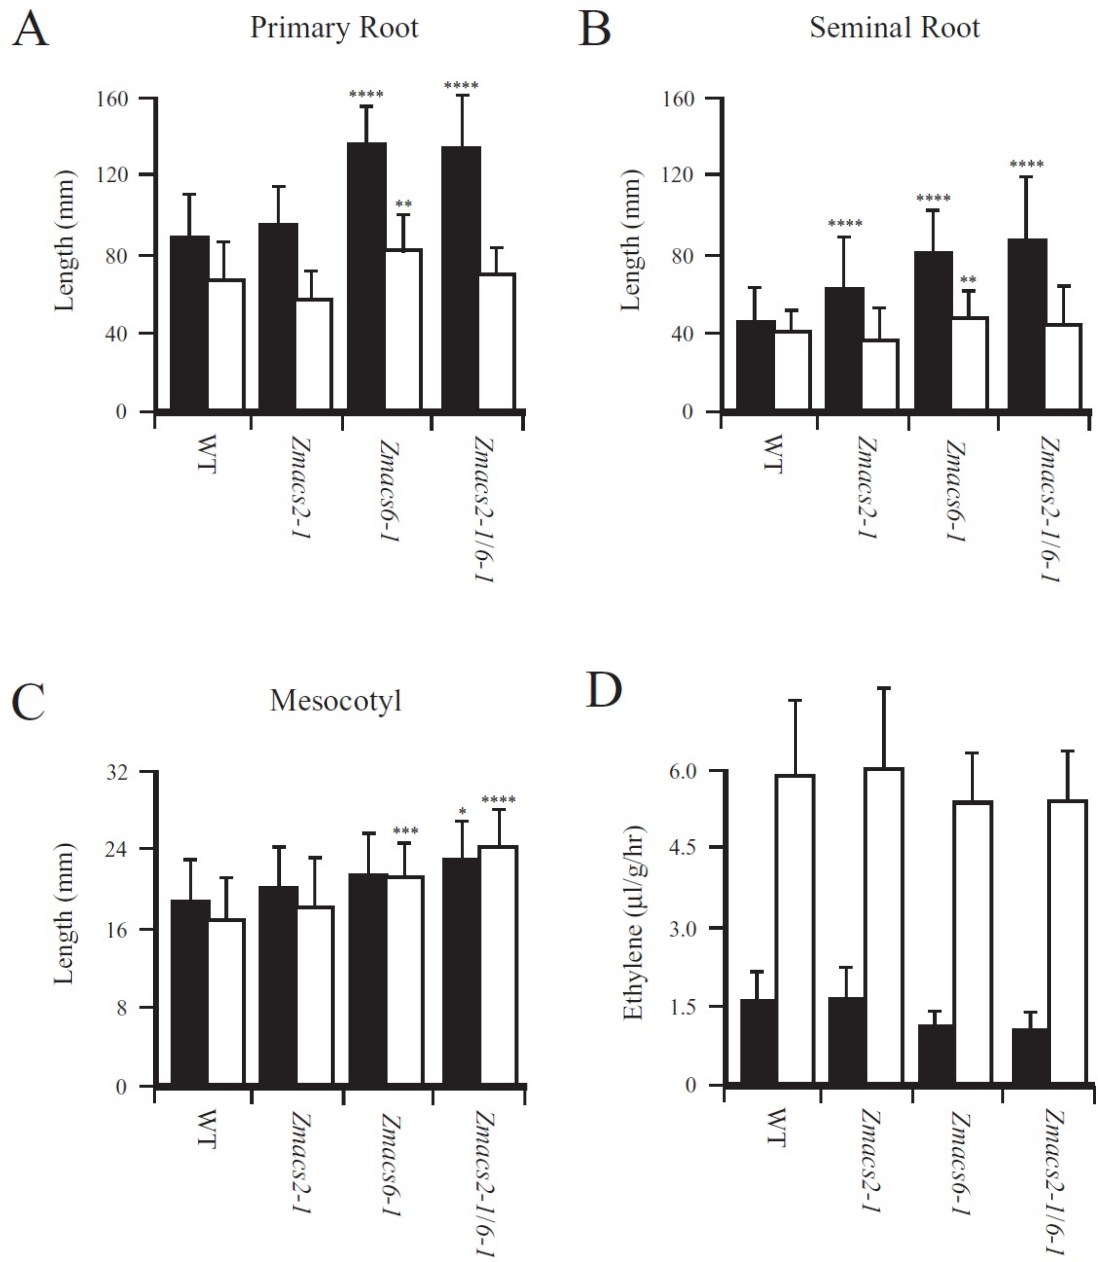 A
Primary Root
Length (mm)
160
120
80
40
0
****
**
****
WT
Zmacs2-1
Zmacs6-1
Zmacs2-1/6-1
B
Seminal Root
Length (mm)
160
120
80
40
0
****
****
**
****
WT
Zmacs2-1
Zmacs6-1
Zmacs2-1/6-1
C
Mesocotyl
Length (mm)
32
24
16
8
0
***
*
****
WT
Zmacs2-1
Zmacs6-1
Zmacs2-1/6-1
D
Ethylene (µl/g/hr)
6.0
4.5
3.0
1.5
0
WT
Zmacs2-1
Zmacs6-1
Zmacs2-1/6-1